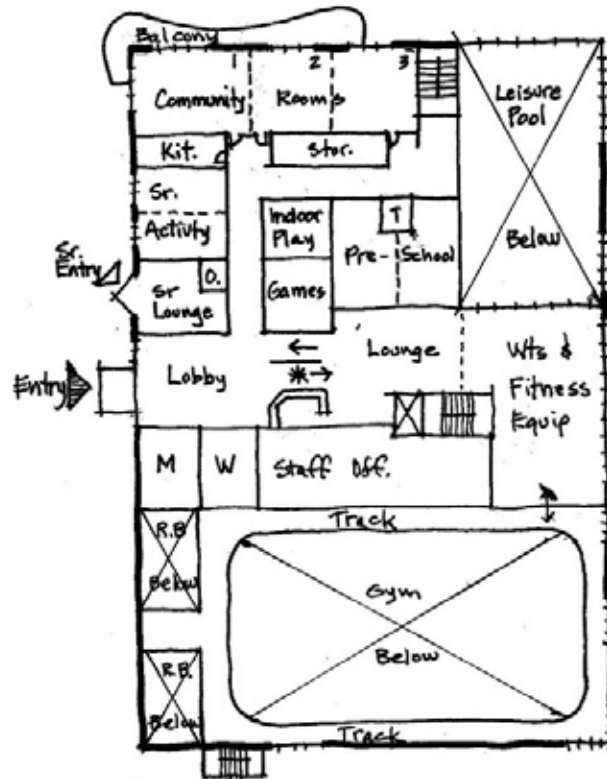 Balcony
2
3
Community
Rooms
Leisure
Pool
Below
Kit.
Stor.
Sr.
Activty
Indoor
Play
T
Pre-School
Sr.
Entry
O.
Sr
Lounge
Games
Entry
Lobby
Lounge
Wts &
Fitness
Equip
M
W
Staff Off.
Track
R.B
Below
Gym
Below
R.B.
Below
Track